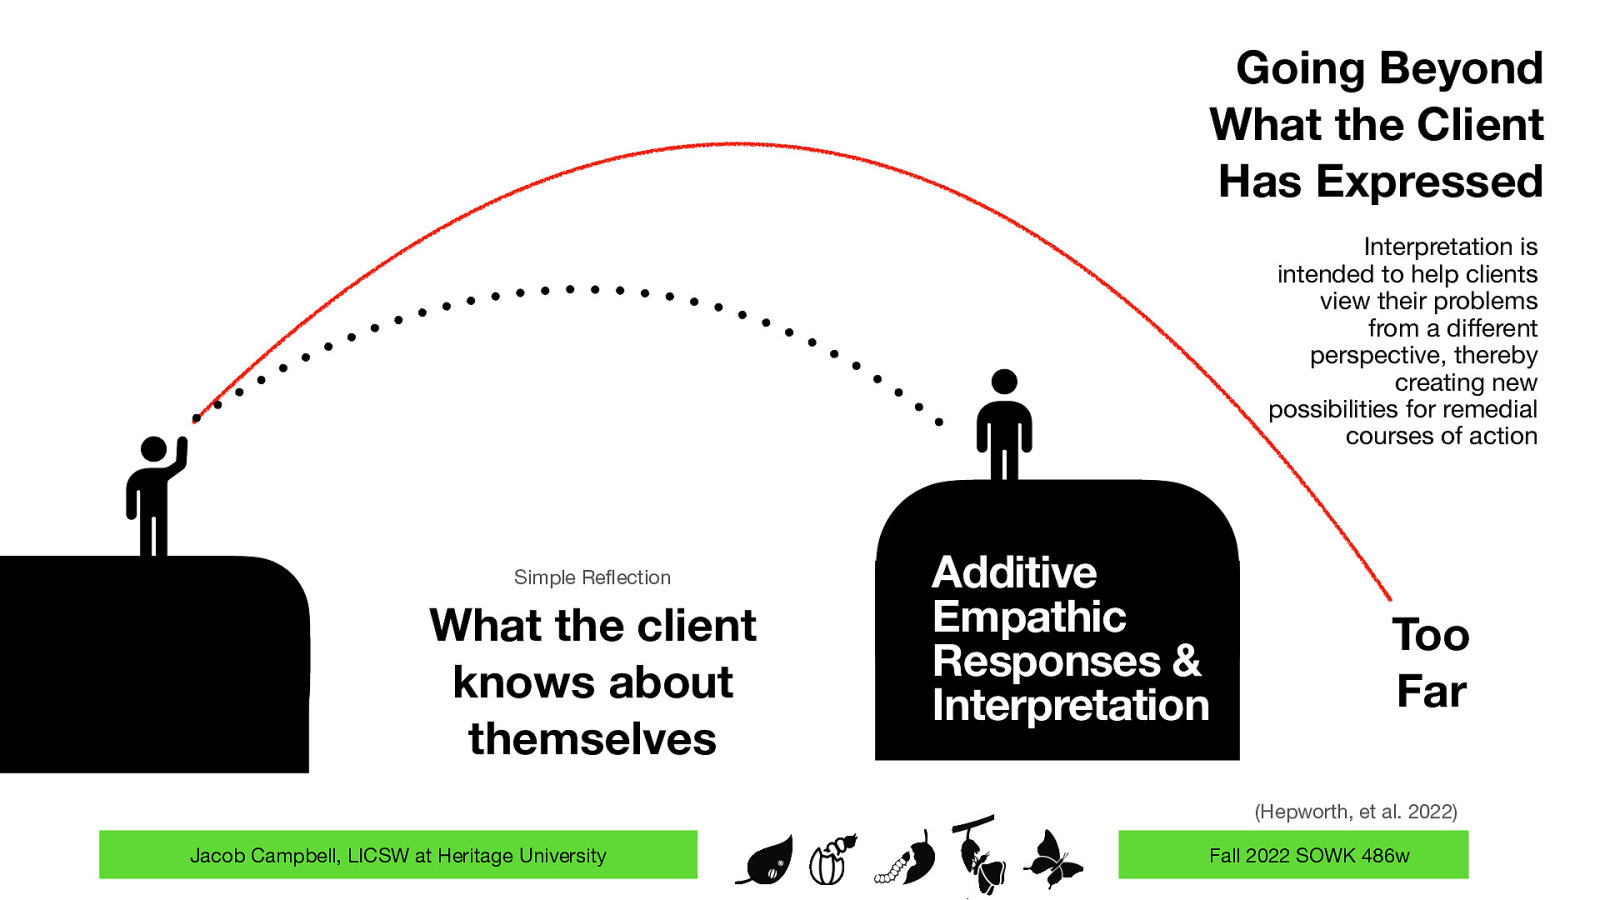 Going Beyond
What the Client
Has Expressed
Interpretation is
intended to help clients
view their problems
from a different
perspective, thereby
creating new
possibilities for remedial
courses of action
Simple Reflection
What the client
knows about
themselves
Additive
Empathic
Responses &
Interpretation
Too
Far
(Hepworth, et al. 2022)
Jacob Campbell, LICSW at Heritage University
Fall 2022 SOWK 486w